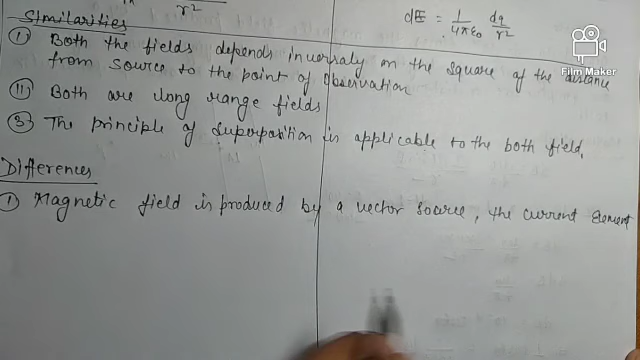 r²
dE = 1/4πε₀ dq/r²
Similarities
① Both the fields depends inversaly on the square of the distance
from source to the point of observation
⑪ Both are long range fields
③ The principle of superposition is applicable to the both field.
Differences
① Magnetic field is produced by a vector source, the current element
Film Maker